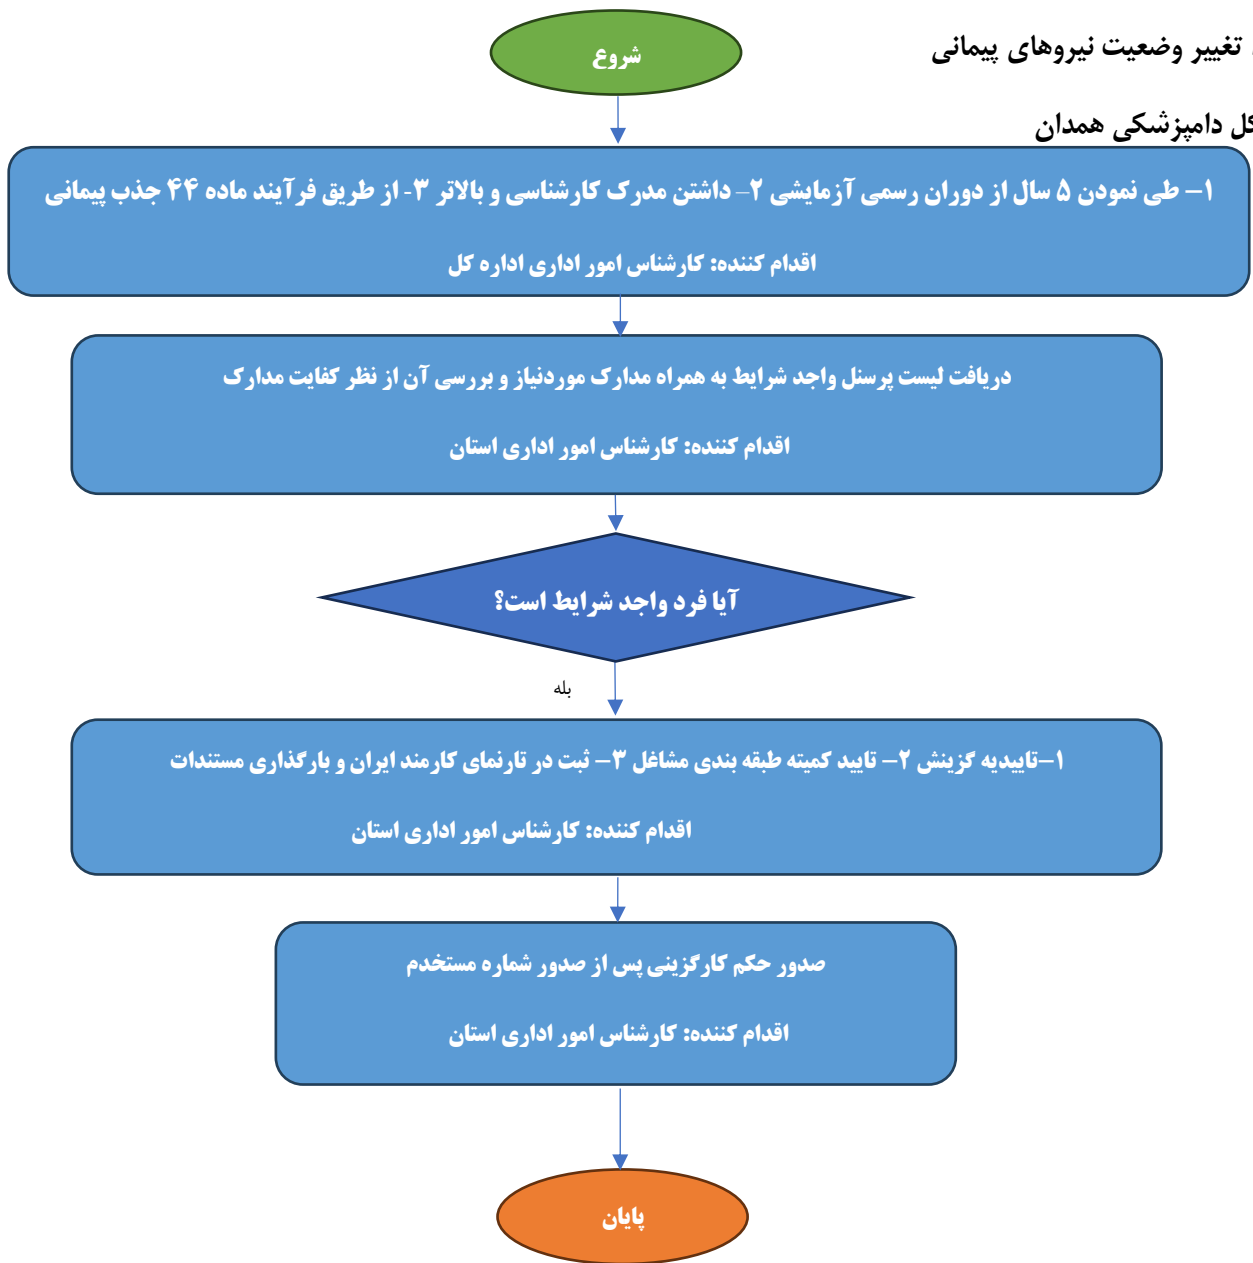 تغییر وضعیت نیروهای پیمانی
شروع
کل دامپزشکی همدان
۱– طی نمودن ۵ سال از دوران رسمی آزمایشی ۲– داشتن مدرک کارشناسی و بالاتر ۳- از طریق فرآیند ماده ۴۴ جذب پیمانی
اقدام کننده: کارشناس امور اداری اداره کل
دریافت لیست پرسنل واجد شرایط به همراه مدارک موردنیاز و بررسی آن از نظر کفایت مدارک
اقدام کننده: کارشناس امور اداری استان
آیا فرد واجد شرایط است؟
بله
۱–تاییدیه گزینش ۲– تایید کمیته طبقه بندی مشاغل ۳– ثبت در تارنمای کارمند ایران و بارگذاری مستندات
اقدام کننده: کارشناس امور اداری استان
صدور حکم کارگزینی پس از صدور شماره مستخدم
اقدام کننده: کارشناس امور اداری استان
پایان